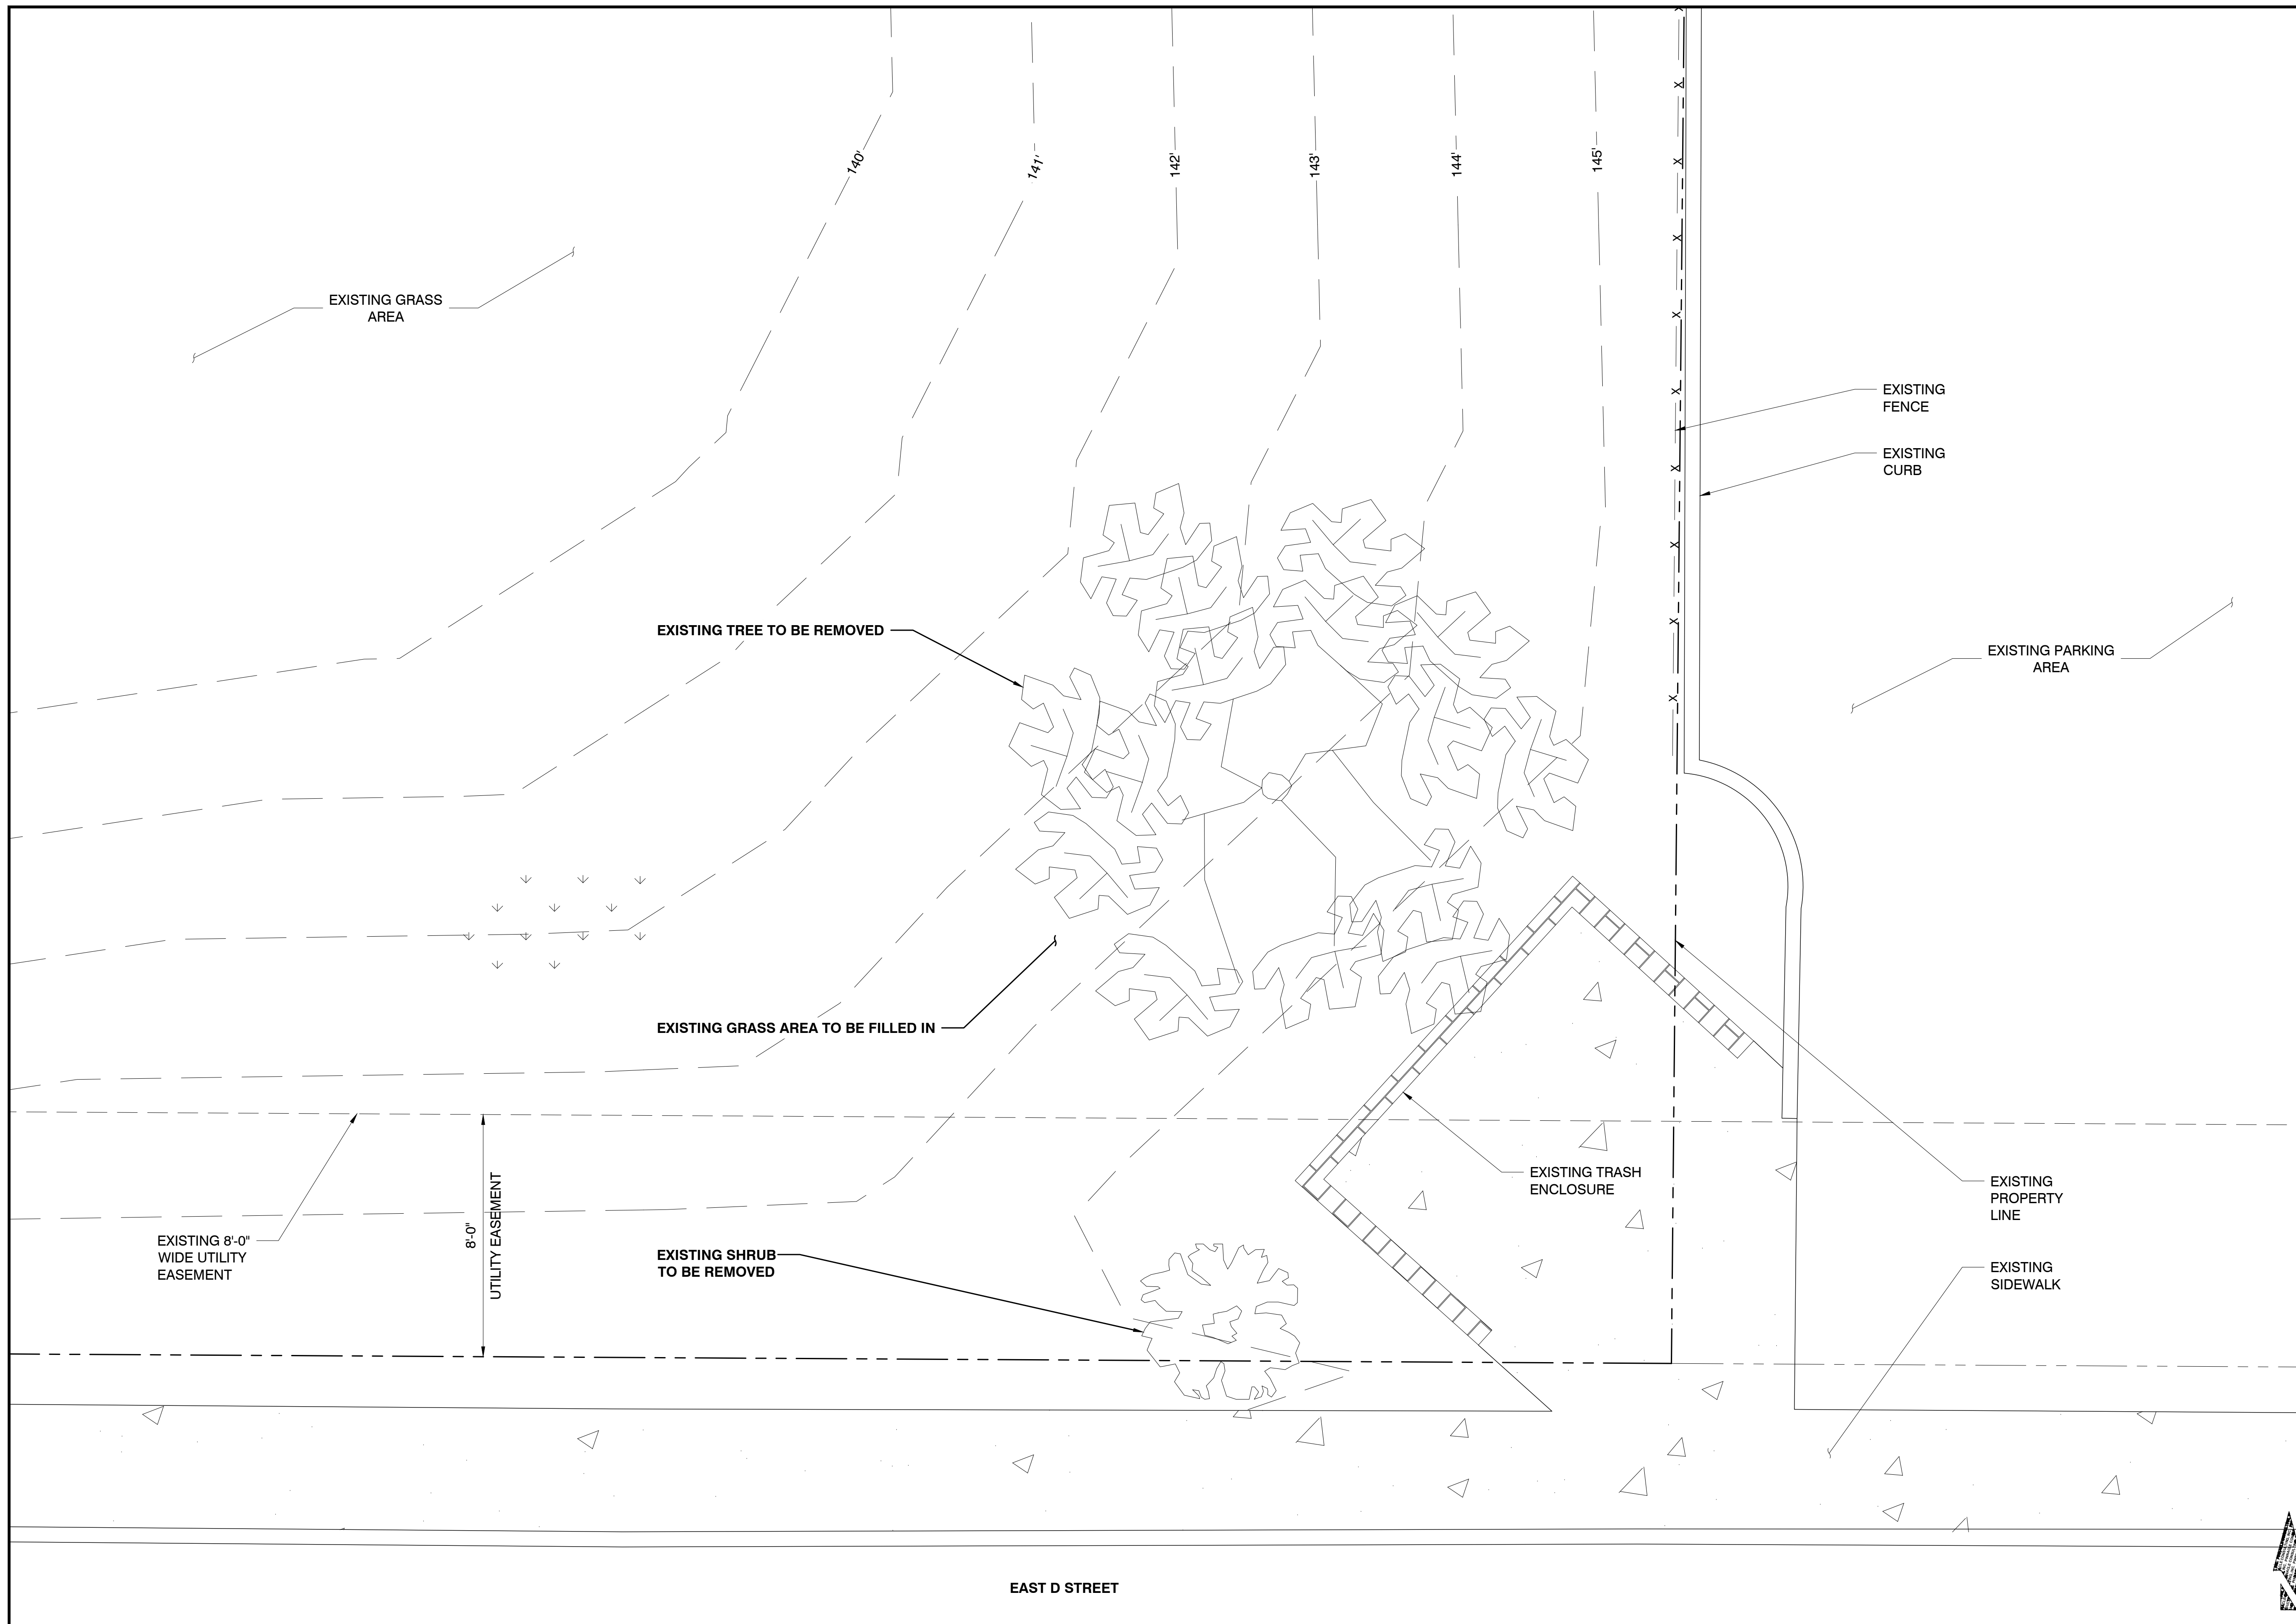 140'
141'
142'
143'
144'
145'
EXISTING GRASS
AREA
EXISTING
FENCE
EXISTING
CURB
EXISTING TREE TO BE REMOVED
EXISTING PARKING
AREA
EXISTING GRASS AREA TO BE FILLED IN
EXISTING TRASH
ENCLOSURE
EXISTING
PROPERTY
LINE
8'-0"
UTILITY EASEMENT
EXISTING 8'-0"
WIDE UTILITY
EASEMENT
EXISTING SHRUB
TO BE REMOVED
EXISTING
SIDEWALK
EAST D STREET